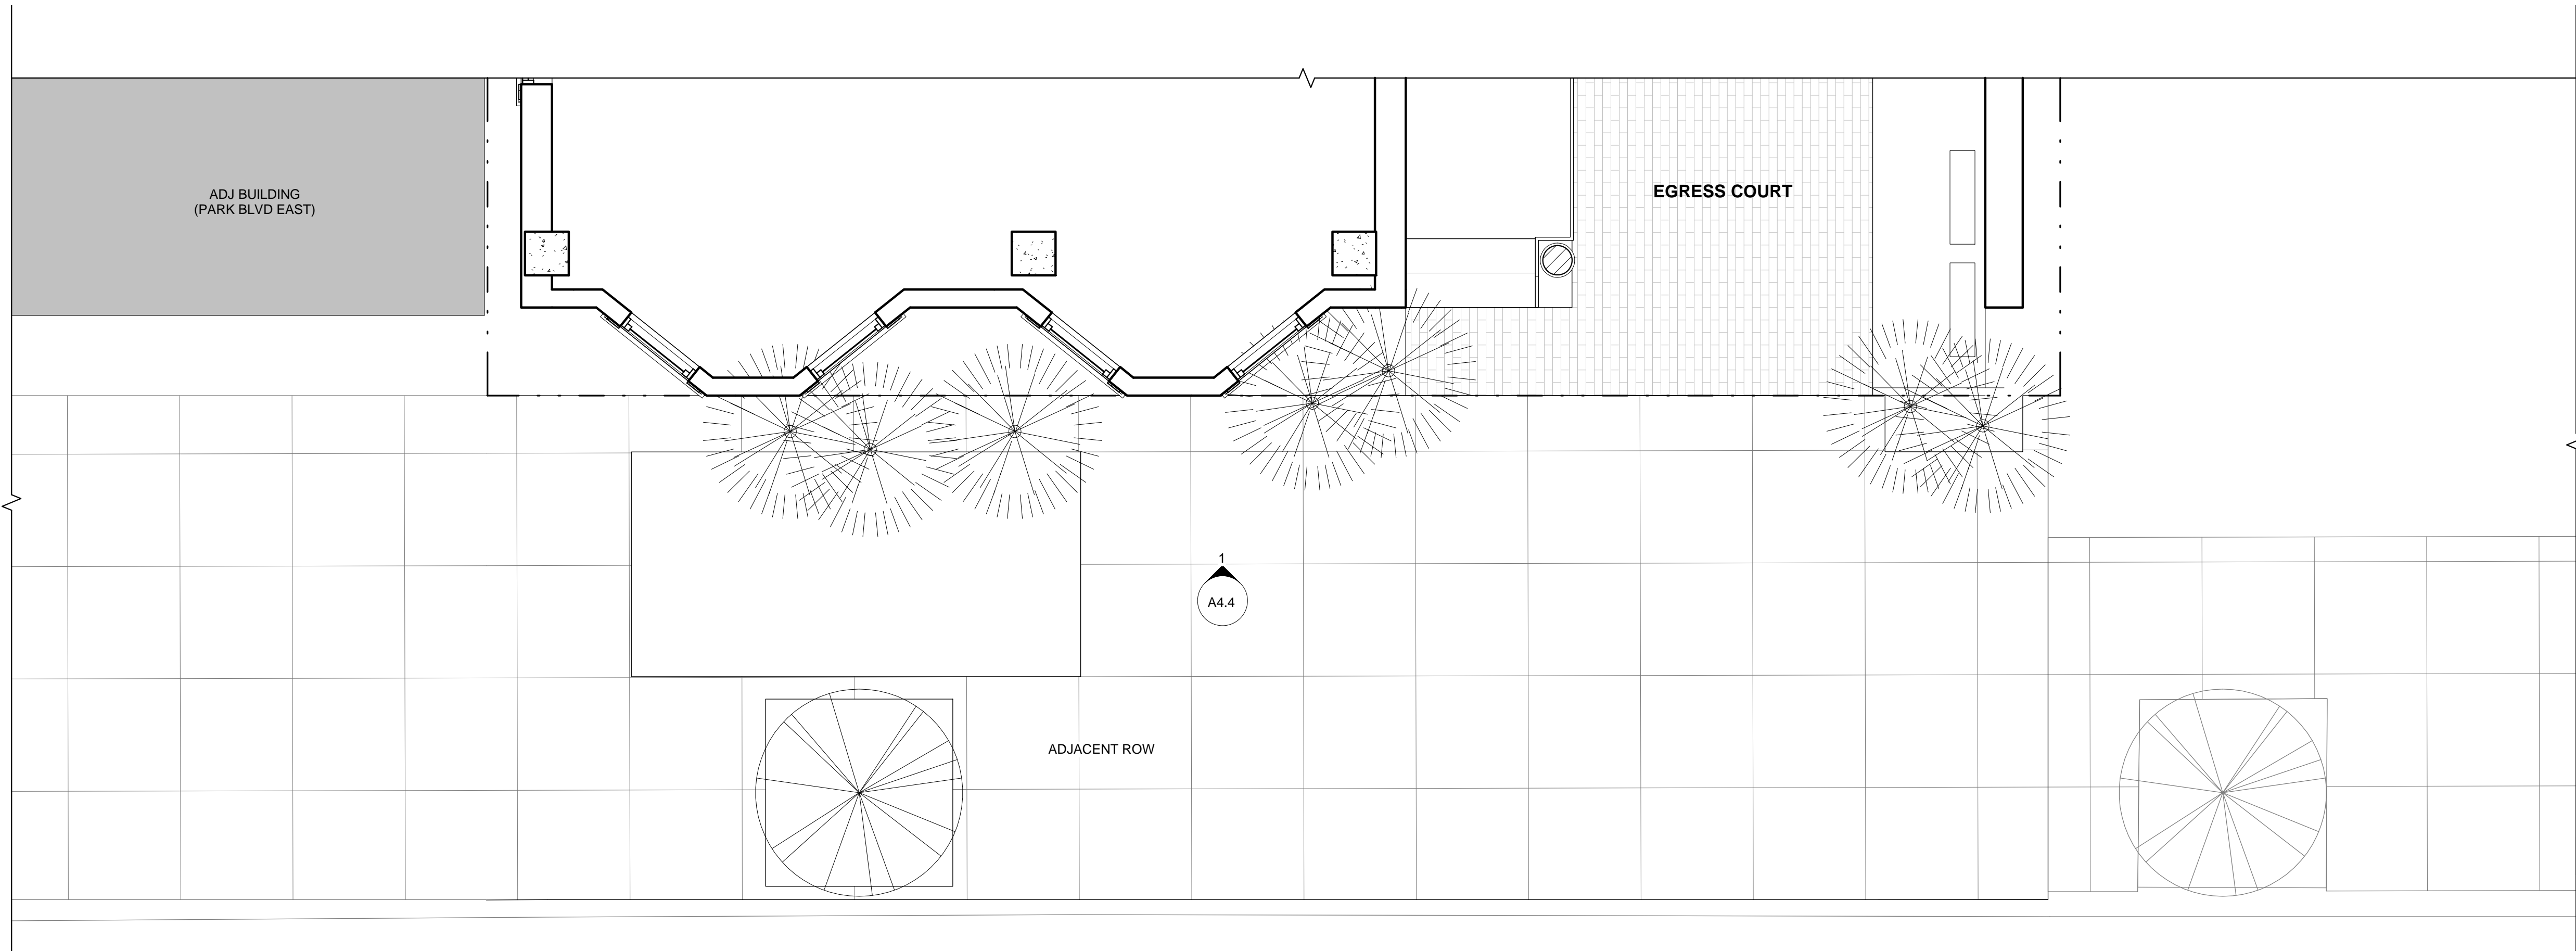 ADJ BUILDING
(PARK BLVD EAST)
EGRESS COURT
1
A4.4
ADJACENT ROW